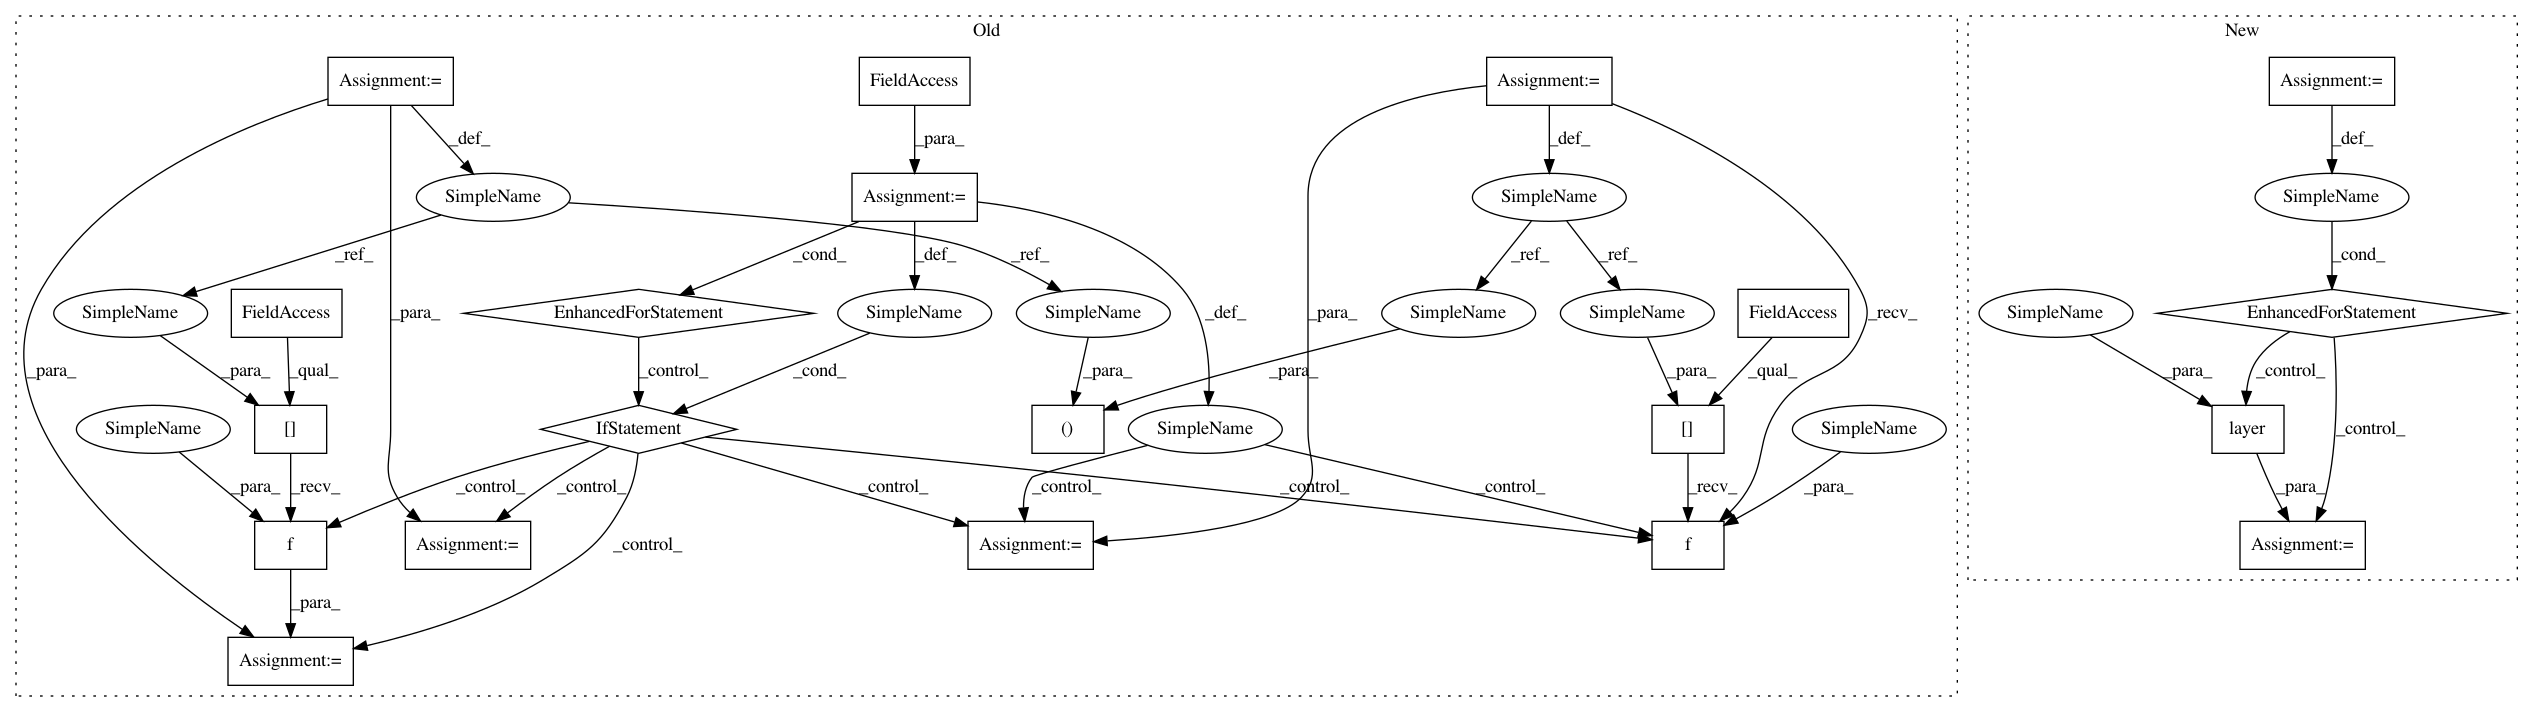 Old
New
Assignment:=
FieldAccess
Assignment:=
Assignment:=
_def_
_para_
_def_
_def_
SimpleName
Assignment:=
SimpleName
SimpleName
_ref_
_cond_
_def_
_ref_
_ref_
_ref_
_cond_
SimpleName
FieldAccess
_para_
EnhancedForStatement
SimpleName
SimpleName
_def_
_para_
SimpleName
SimpleName
FieldAccess
_recv_
SimpleName
EnhancedForStatement
_para_
_para_
_qual_
_control_
_cond_
_para_
_para_
_para_
_qual_
_para_
_control_
SimpleName
[]
IfStatement
()
SimpleName
[]
SimpleName
layer
_control_
_para_
_recv_
_control_
_control_
_control_
_control_
_control_
_control_
_recv_
_para_
_para_
f
Assignment:=
_control_
Assignment:=
f
Assignment:=
_para_
Assignment:=